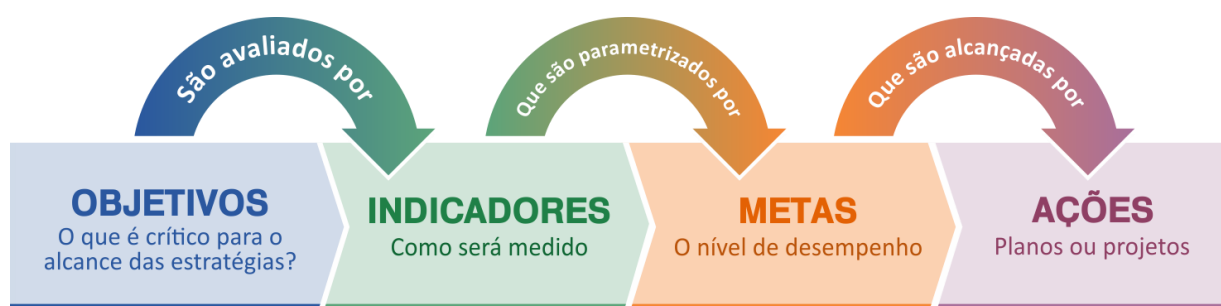 São avaliados por
Que são parametrizados por
Que são alcançadas por
OBJETIVOS
O que é crítico para o
alcance das estratégias?
INDICADORES
Como será medido
METAS
O nível de desempenho
AÇÕES
Planos ou projetos